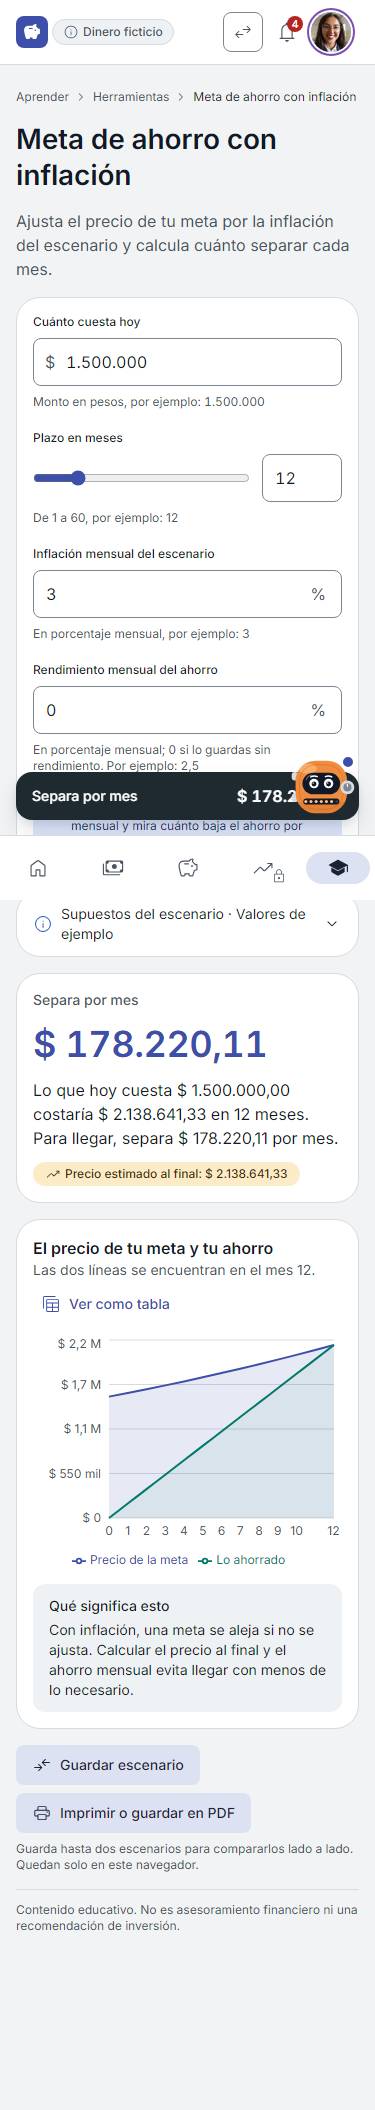 Dinero ficticio
4
Aprender > Herramientas > Meta de ahorro con inflación
Meta de ahorro con
inflación
Ajusta el precio de tu meta por la inflación
del escenario y calcula cuánto separar cada
mes.
Cuánto cuesta hoy
$ 1.500.000
Monto en pesos, por ejemplo: 1.500.000
Plazo en meses
12
De 1 a 60, por ejemplo: 12
Inflación mensual del escenario
3 %
En porcentaje mensual, por ejemplo: 3
Rendimiento mensual del ahorro
0 %
En porcentaje mensual; 0 si lo guardas sin
rendimiento. Por ejemplo: 2,5
Separa por mes $ 178.2
mensual y mira cuánto baja el ahorro por
Supuestos del escenario · Valores de
ejemplo
Separa por mes
$ 178.220,11
Lo que hoy cuesta $ 1.500.000,00
costaría $ 2.138.641,33 en 12 meses.
Para llegar, separa $ 178.220,11 por mes.
Precio estimado al final: $ 2.138.641,33
El precio de tu meta y tu ahorro
Las dos líneas se encuentran en el mes 12.
Ver como tabla
$ 2,2 M
$ 1,7 M
$ 1,1 M
$ 550 mil
$ 0
0 1 2 3 4 5 6 7 8 9 10 12
Precio de la meta Lo ahorrado
Qué significa esto
Con inflación, una meta se aleja si no se
ajusta. Calcular el precio al final y el
ahorro mensual evita llegar con menos de
lo necesario.
Guardar escenario
Imprimir o guardar en PDF
Guarda hasta dos escenarios para compararlos lado a lado.
Quedan solo en este navegador.
Contenido educativo. No es asesoramiento financiero ni una
recomendación de inversión.